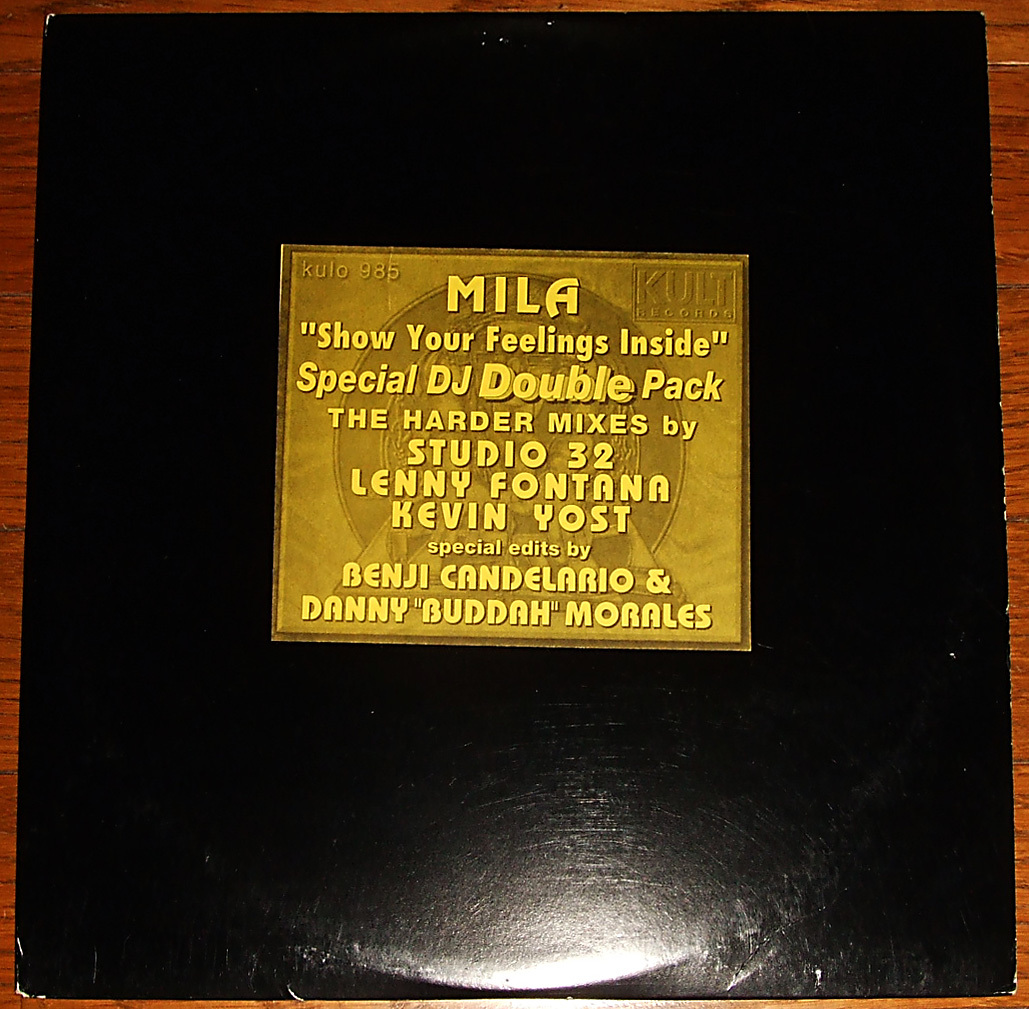 kulo 985
KULT
RECORDS
MILA
"Show Your Feelings Inside"
Special DJ Double Pack
THE HARDER MIXES by
STUDIO 32
LENNY FONTANA
KEVIN YOST
special edits by
BENJI CANDELARIO &
DANNY "BUDDAH" MORALES